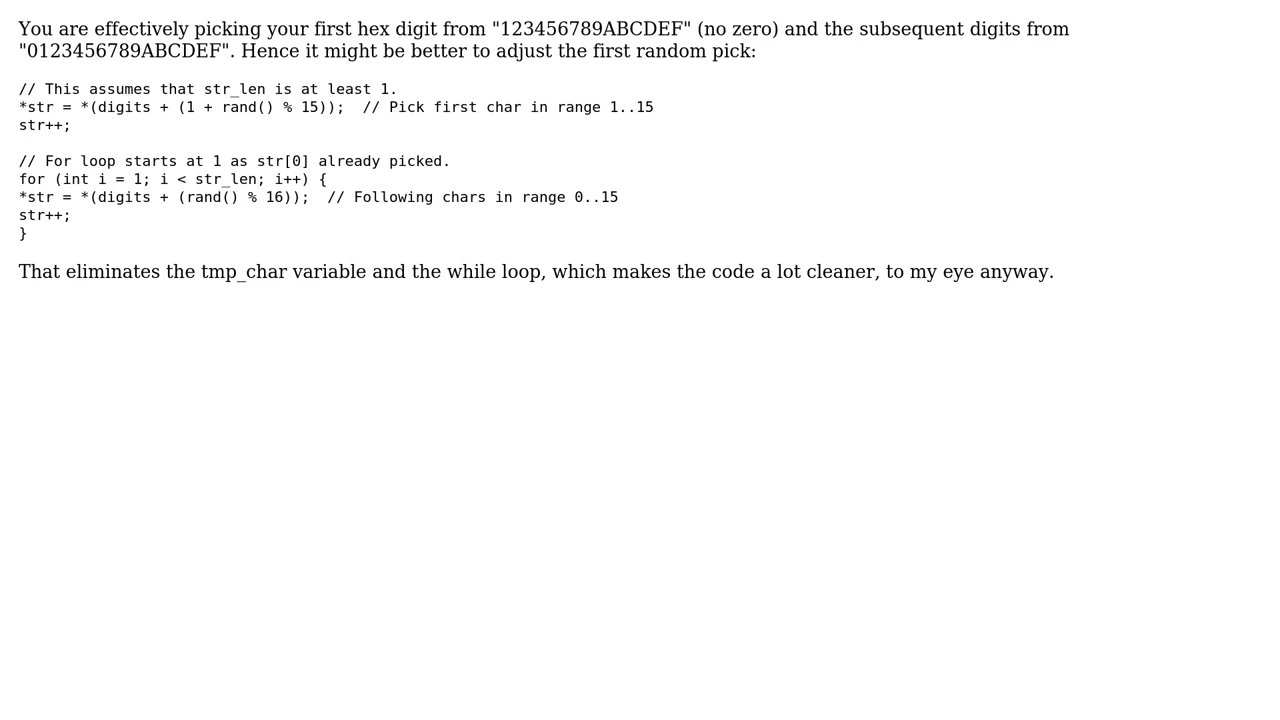 You are effectively picking your first hex digit from "123456789ABCDEF" (no zero) and the subsequent digits from
"0123456789ABCDEF". Hence it might be better to adjust the first random pick:
// This assumes that str_len is at least 1.
*str = *(digits + (1 + rand() % 15));  // Pick first char in range 1..15
str++;
// For loop starts at 1 as str[0] already picked.
for (int i = 1; i < str_len; i++) {
*str = *(digits + (rand() % 16));  // Following chars in range 0..15
str++;
}
That eliminates the tmp_char variable and the while loop, which makes the code a lot cleaner, to my eye anyway.